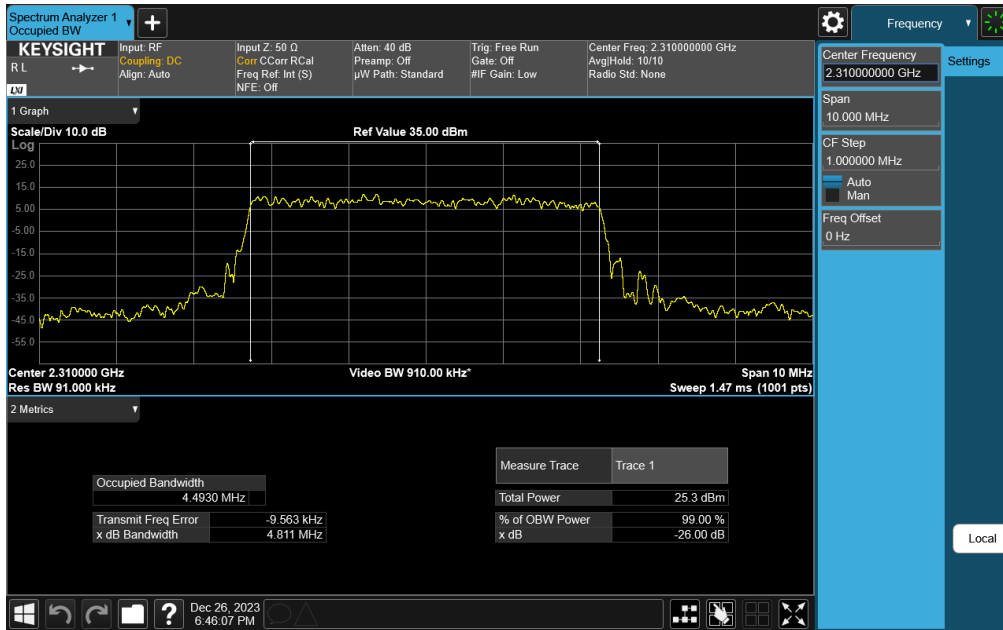 Spectrum Analyzer 1
Occupied BW
+
Frequency
KEYSIGHT
R L
LXI
Input: RF
Coupling: DC
Align: Auto
Input Z: 50 Ω
Corr CCorr RCal
Freq Ref: Int (S)
NFE: Off
Atten: 40 dB
Preamp: Off
µW Path: Standard
Trig: Free Run
Gate: Off
#IF Gain: Low
Center Freq: 2.310000000 GHz
Avg|Hold: 10/10
Radio Std: None
Center Frequency
2.310000000 GHz
Settings
Span
10.000 MHz
CF Step
1.000000 MHz
Auto
Man
Freq Offset
0 Hz
Local
1 Graph
Scale/Div 10.0 dB
Ref Value 35.00 dBm
Log
25.0
15.0
5.00
-5.00
-15.0
-25.0
-35.0
-45.0
-55.0
Center 2.310000 GHz
Video BW 910.00 kHz*
Span 10 MHz
Res BW 91.000 kHz
Sweep 1.47 ms (1001 pts)
2 Metrics
Measure Trace
Trace 1
Occupied Bandwidth
4.4930 MHz
Total Power
25.3 dBm
Transmit Freq Error
-9.563 kHz
% of OBW Power
99.00 %
x dB Bandwidth
4.811 MHz
x dB
-26.00 dB
?
Dec 26, 2023
6:46:07 PM